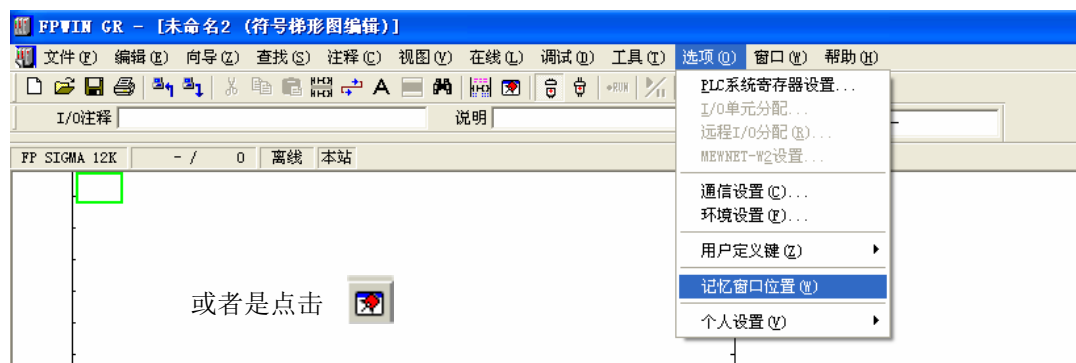 FPWIN GR - [未命名2 (符号梯形图编辑)]
文件(F) 编辑(E) 向导(Z) 查找(S) 注释(C) 视图(V) 在线(L) 调试(D) 工具(T) 选项(O) 窗口(W) 帮助(H)
PLC系统寄存器设置...
I/O单元分配...
I/O注释 说明
远程I/O分配(R)...
FP SIGMA 12K - / 0 离线 本站
MEWNET-W2设置...
通信设置(C)...
环境设置(F)...
用户定义键(Z)
记忆窗口位置(W)
或者是点击
个人设置(V)